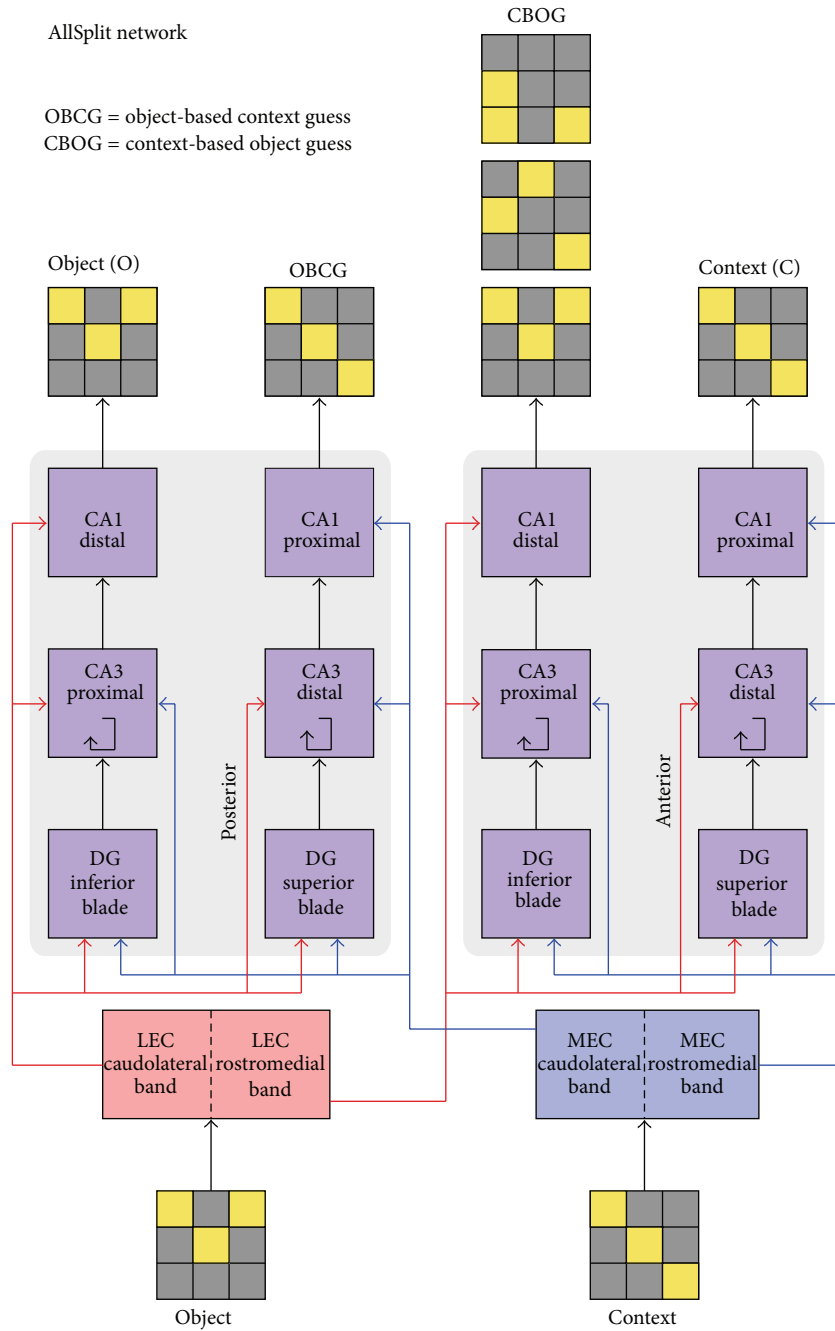 CBOG
AllSplit network
OBCG = object-based context guess
CBOG = context-based object guess
Object (O)
OBCG
Context (C)
CA1
distal
CA1
proximal
CA1
distal
CA1
proximal
CA3
proximal
CA3
distal
CA3
proximal
CA3
distal
Posterior
Anterior
DG
inferior
blade
DG
superior
blade
DG
inferior
blade
DG
superior
blade
LEC
caudolateral
band
LEC
rostromedial
band
MEC
caudolateral
band
MEC
rostromedial
band
Object
Context